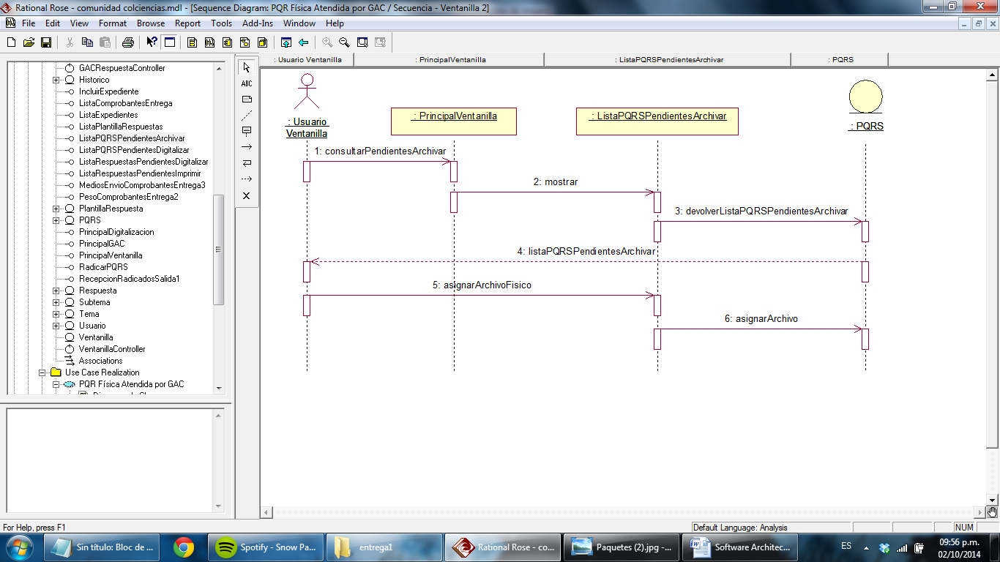 Rational Rose - comunidad colciencias.mdl - [Sequence Diagram: PQR Física Atendida por GAC / Secuencia - Ventanilla 2]
File Edit View Format Browse Report Tools Add-Ins Window Help
ABC
GACRespuestaController
Historico
IncluirExpediente
ListaComprobantesEntrega
ListaExpedientes
ListaPlantillaRespuestas
ListaPQRSPendientesArchivar
ListaPQRSPendientesDigitalizar
ListaRespuestasPendientesDigitalizar
ListaRespuestasPendientesImprimir
MediosEnvioComprobantesEntrega3
PesoComprobantesEntrega2
PlantillaRespuesta
PQRS
PrincipalDigitalizacion
PrincipalGAC
PrincipalVentanilla
RadicarPQRS
RecepcionRadicadosSalida1
Respuesta
Subtema
Tema
Usuario
Ventanilla
VentanillaController
Associations
Use Case Realization
PQR Física Atendida por GAC
: Usuario Ventanilla : PrincipalVentanilla : ListaPQRSPendientesArchivar : PQRS
: Usuario
Ventanilla
: PrincipalVentanilla
: ListaPQRSPendientesArchivar
: PQRS
1: consultarPendientesArchivar
2: mostrar
3: devolverListaPQRSPendientesArchivar
4: listaPQRSPendientesArchivar
5: asignarArchivoFisico
6: asignarArchivo
For Help, press F1
Default Language: Analysis
NUM
Sin título: Bloc de ...
Spotify - Snow Pa...
entrega1
Rational Rose - co...
Paquetes (2).jpg -...
Software Architec...
ES
09:56 p.m.
02/10/2014